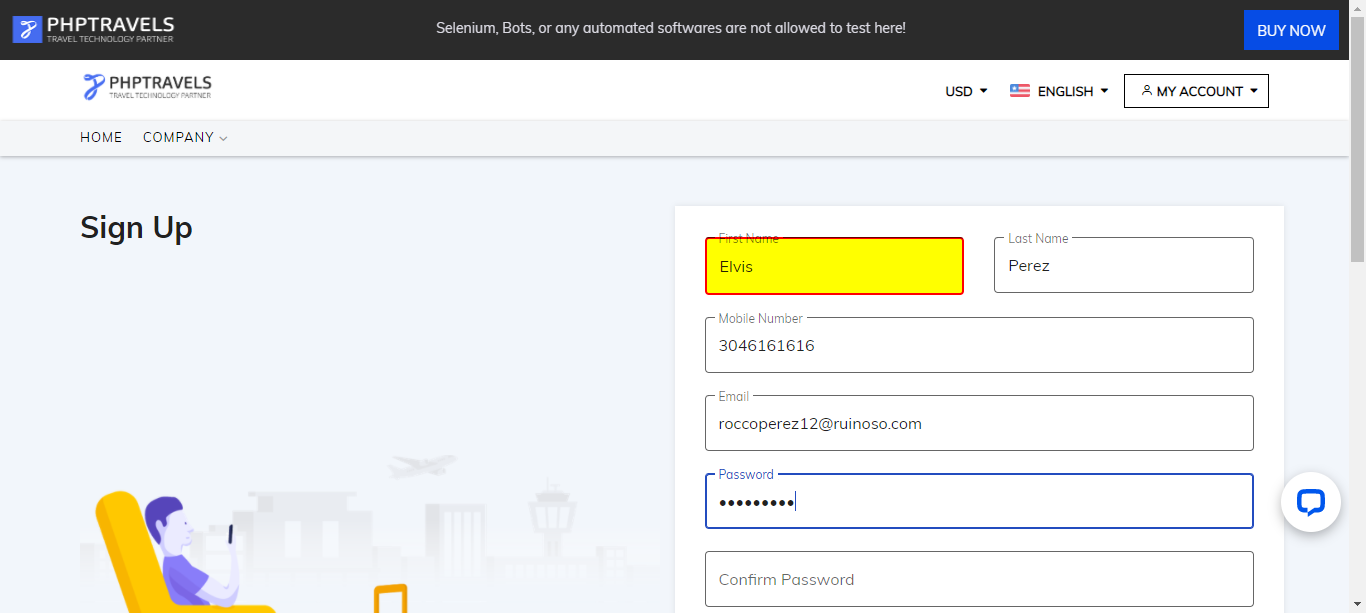 PHPTRAVELS
TRAVEL TECHNOLOGY PARTNER
Selenium, Bots, or any automated softwares are not allowed to test here!
BUY NOW
PHPTRAVELS
TRAVEL TECHNOLOGY PARTNER
USD
ENGLISH
MY ACCOUNT
HOME
COMPANY
Sign Up
First Name
Elvis
Last Name
Perez
Mobile Number
3046161616
Email
roccoperez12@ruinoso.com
Password
•••••••••
Confirm Password